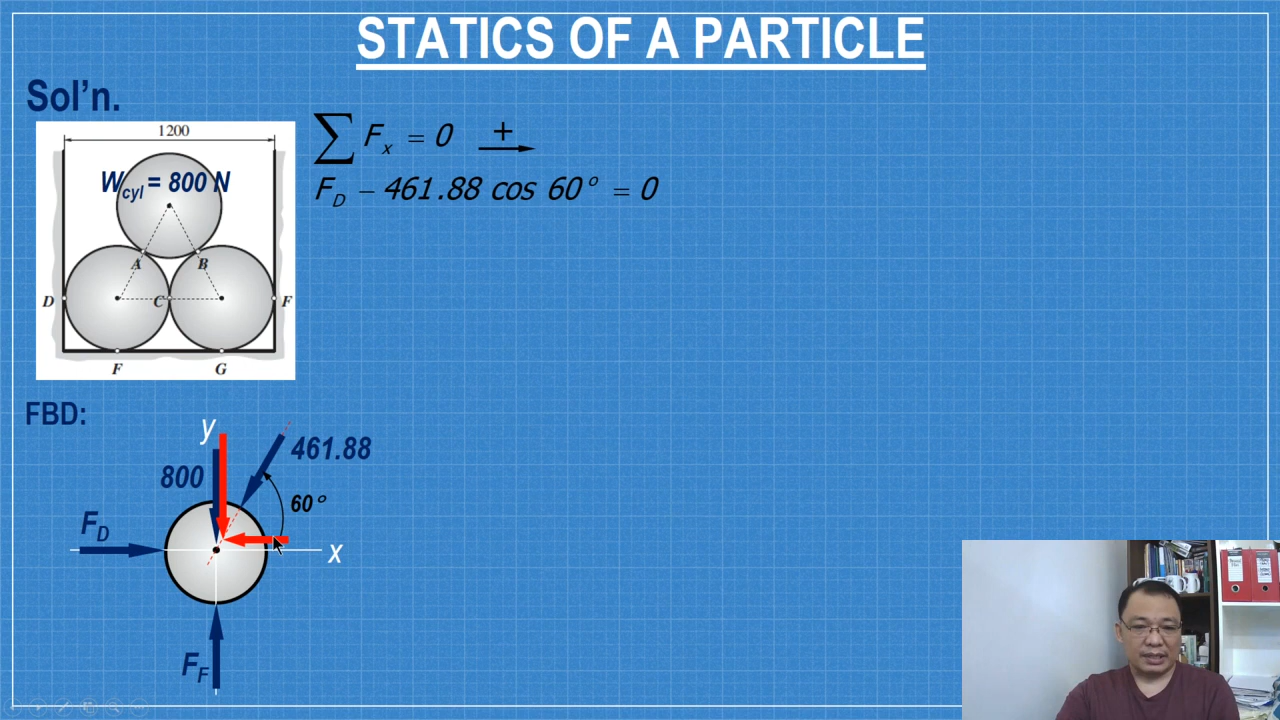 STATICS OF A PARTICLE
Sol’n.
1200
W_cyl = 800 N
A
B
D
C
F
F
G
∑ F_x = 0 +
F_D − 461.88 cos 60° = 0
FBD:
y
461.88
800
60°
F_D
x
F_F